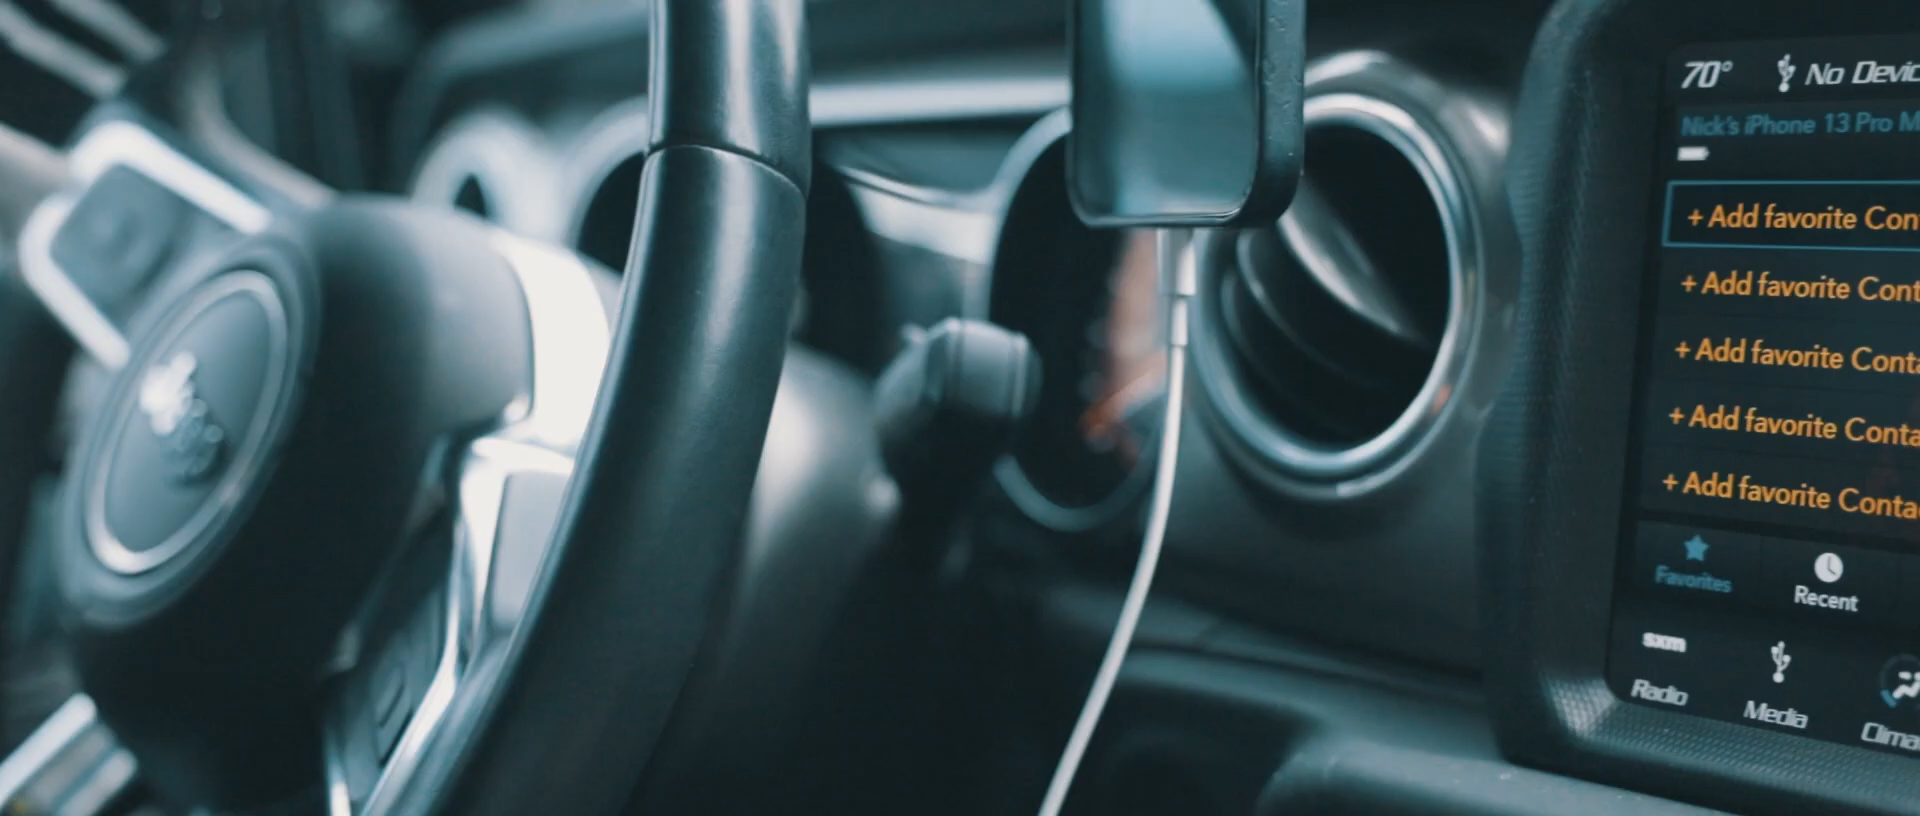 70° No Devic
Nick's iPhone 13 Pro M
+ Add favorite Con
+ Add favorite Cont
+ Add favorite Conta
+ Add favorite Conta
+ Add favorite Conta
Favorites Recent
sxm
Radio Media Clima